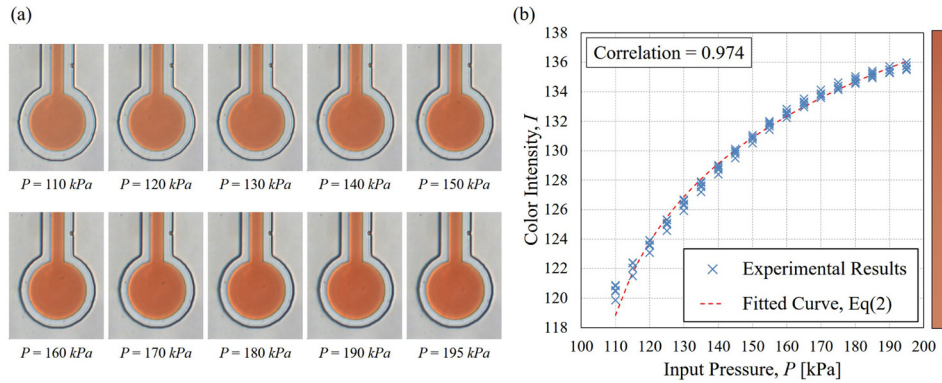 (a)
P = 110 kPa P = 120 kPa P = 130 kPa P = 140 kPa P = 150 kPa
P = 160 kPa P = 170 kPa P = 180 kPa P = 190 kPa P = 195 kPa
(b)
Correlation = 0.974
Color Intensity, I
138
136
134
132
130
128
126
124
122
120
118
Experimental Results
Fitted Curve, Eq(2)
100 110 120 130 140 150 160 170 180 190 200
Input Pressure, P [kPa]